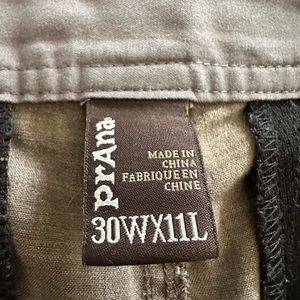 prAna
MADE IN
CHINA
FABRIQUE EN
CHINE
30WX11L